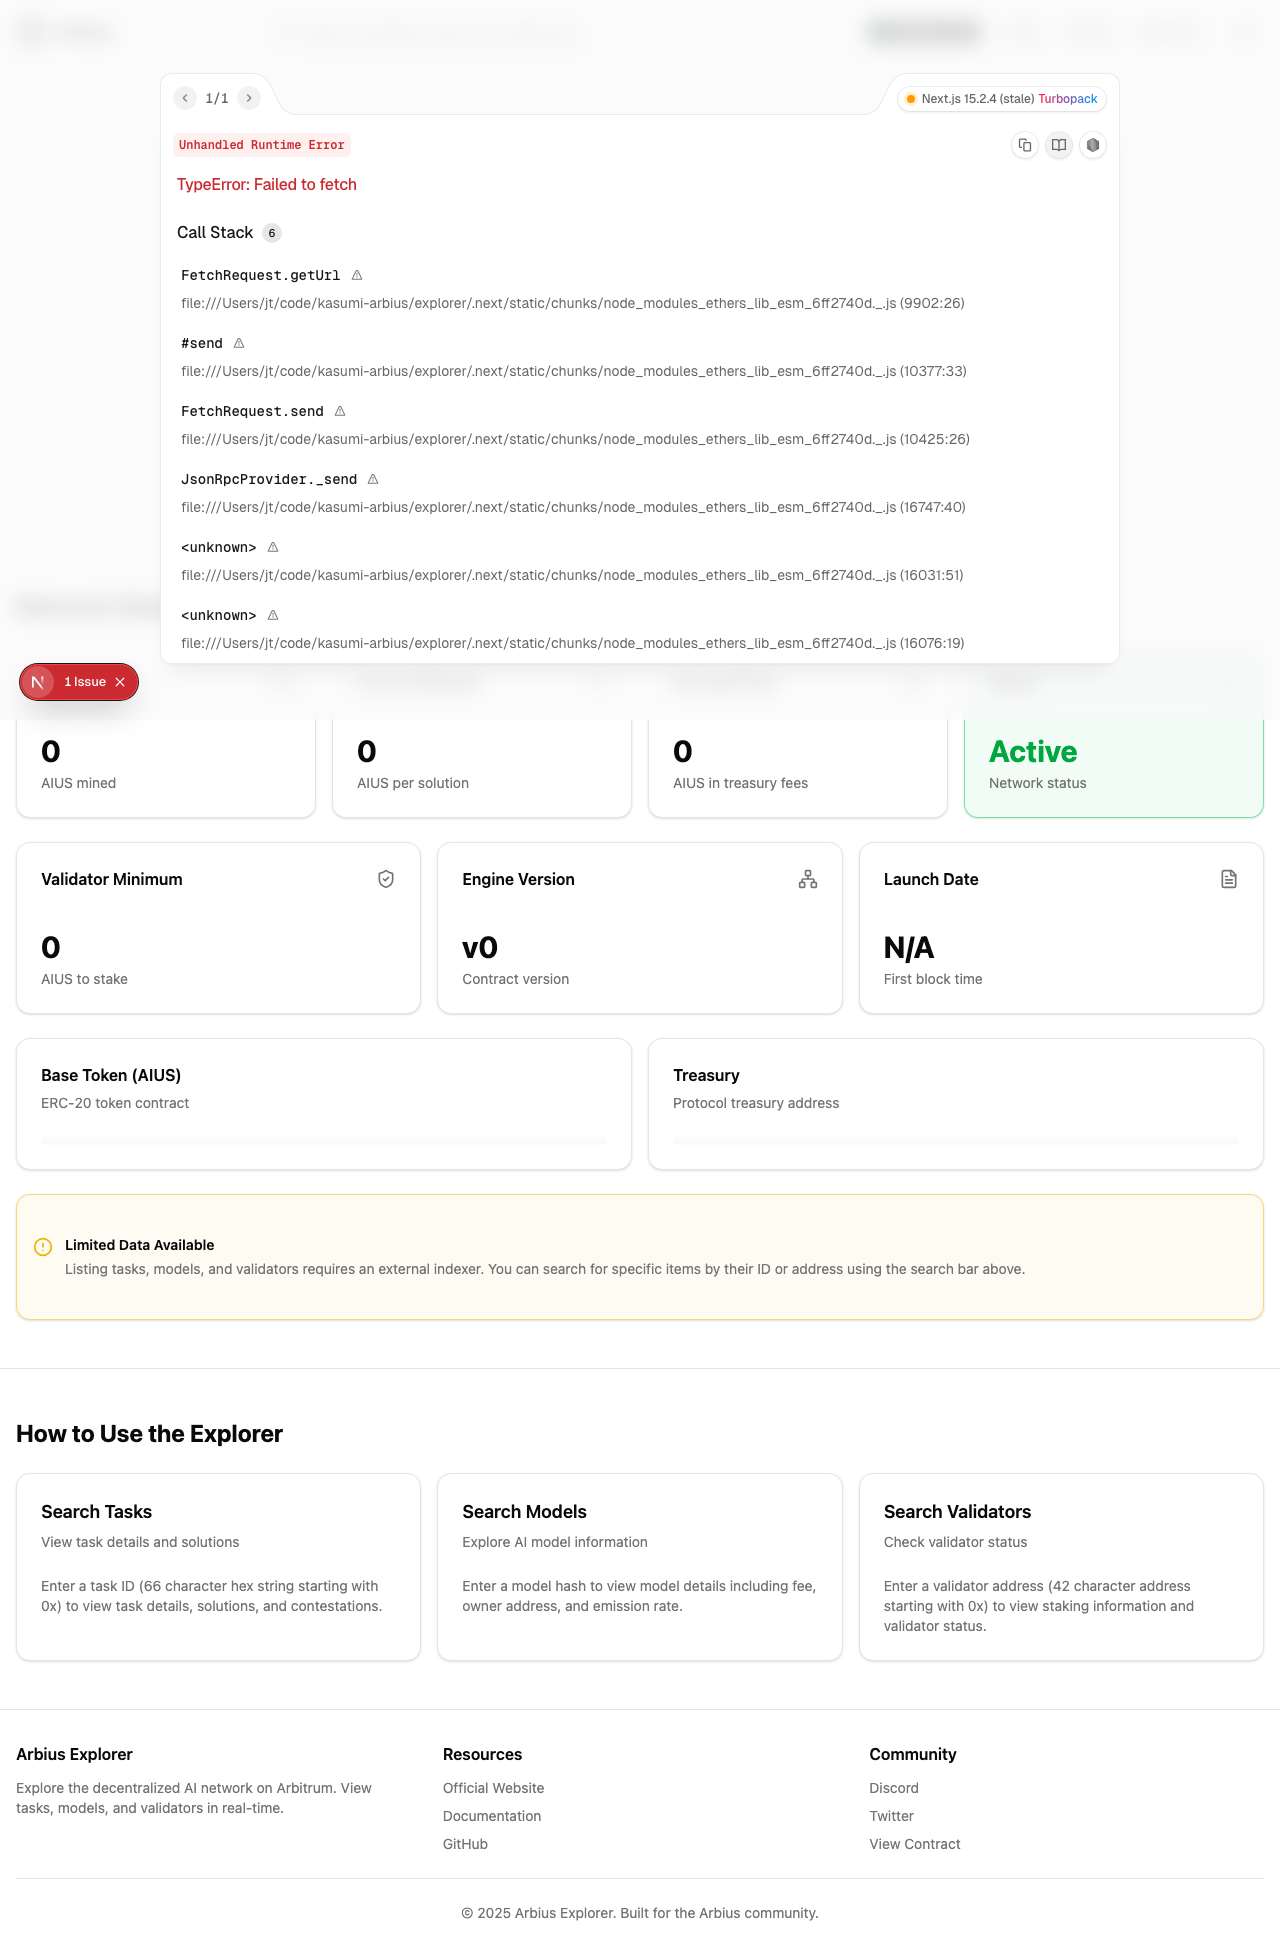 1/1
Next.js 15.2.4 (stale) Turbopack
Unhandled Runtime Error
TypeError: Failed to fetch
Call Stack 6
FetchRequest.getUrl
file:///Users/jt/code/kasumi-arbius/explorer/.next/static/chunks/node_modules_ethers_lib_esm_6ff2740d._.js (9902:26)
#send
file:///Users/jt/code/kasumi-arbius/explorer/.next/static/chunks/node_modules_ethers_lib_esm_6ff2740d._.js (10377:33)
FetchRequest.send
file:///Users/jt/code/kasumi-arbius/explorer/.next/static/chunks/node_modules_ethers_lib_esm_6ff2740d._.js (10425:26)
JsonRpcProvider._send
file:///Users/jt/code/kasumi-arbius/explorer/.next/static/chunks/node_modules_ethers_lib_esm_6ff2740d._.js (16747:40)
<unknown>
file:///Users/jt/code/kasumi-arbius/explorer/.next/static/chunks/node_modules_ethers_lib_esm_6ff2740d._.js (16031:51)
<unknown>
file:///Users/jt/code/kasumi-arbius/explorer/.next/static/chunks/node_modules_ethers_lib_esm_6ff2740d._.js (16076:19)
N 1 Issue
0
AIUS mined
0
AIUS per solution
0
AIUS in treasury fees
Active
Network status
Validator Minimum
0
AIUS to stake
Engine Version
v0
Contract version
Launch Date
N/A
First block time
Base Token (AIUS)
ERC-20 token contract
Treasury
Protocol treasury address
Limited Data Available
Listing tasks, models, and validators requires an external indexer. You can search for specific items by their ID or address using the search bar above.
How to Use the Explorer
Search Tasks
View task details and solutions
Enter a task ID (66 character hex string starting with
0x) to view task details, solutions, and contestations.
Search Models
Explore AI model information
Enter a model hash to view model details including fee,
owner address, and emission rate.
Search Validators
Check validator status
Enter a validator address (42 character address
starting with 0x) to view staking information and
validator status.
Arbius Explorer
Explore the decentralized AI network on Arbitrum. View
tasks, models, and validators in real-time.
Resources
Official Website
Documentation
GitHub
Community
Discord
Twitter
View Contract
© 2025 Arbius Explorer. Built for the Arbius community.